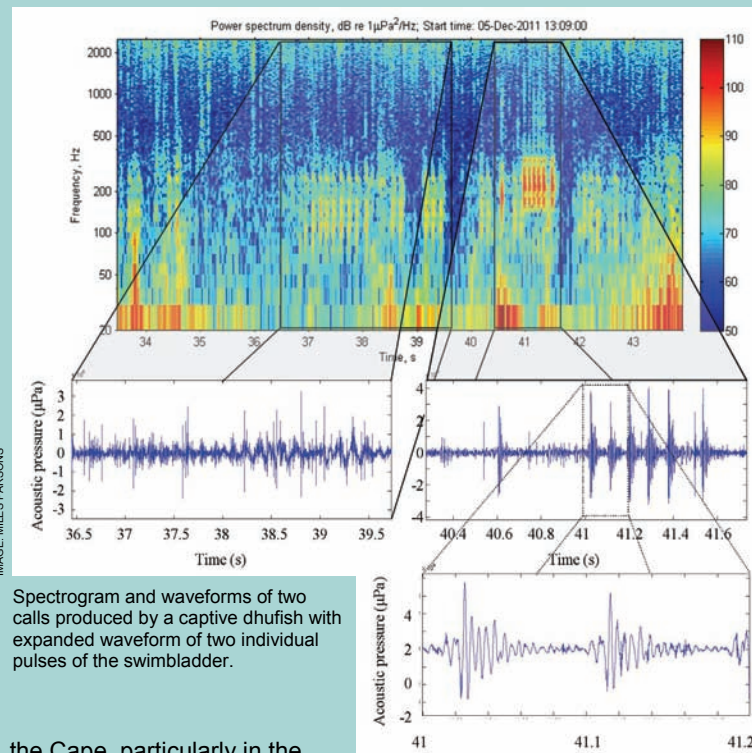 Power spectrum density, dB re 1µPa²/Hz; Start time: 05-Dec-2011 13:09:00
2000
1000
500
200
100
50
20
Frequency, Hz
34 35 36 37 38 39 40 41 42 43
Time, s
110
100
90
80
70
60
50
Acoustic pressure (µPa)
3
2
1
0
-1
-2
-3
36.5 37 37.5 38 38.5 39 39.5
Time (s)
4
2
0
-2
-4
40.4 40.6 40.8 41 41.2 41.4 41.6
Time (s)
IMAGE: MILES PARSONS
Spectrogram and waveforms of two
calls produced by a captive dhufish with
expanded waveform of two individual
pulses of the swimbladder.
Acoustic pressure (µPa)
4
2
0
-2
41 41.1 41.2
the Cape, particularly in the